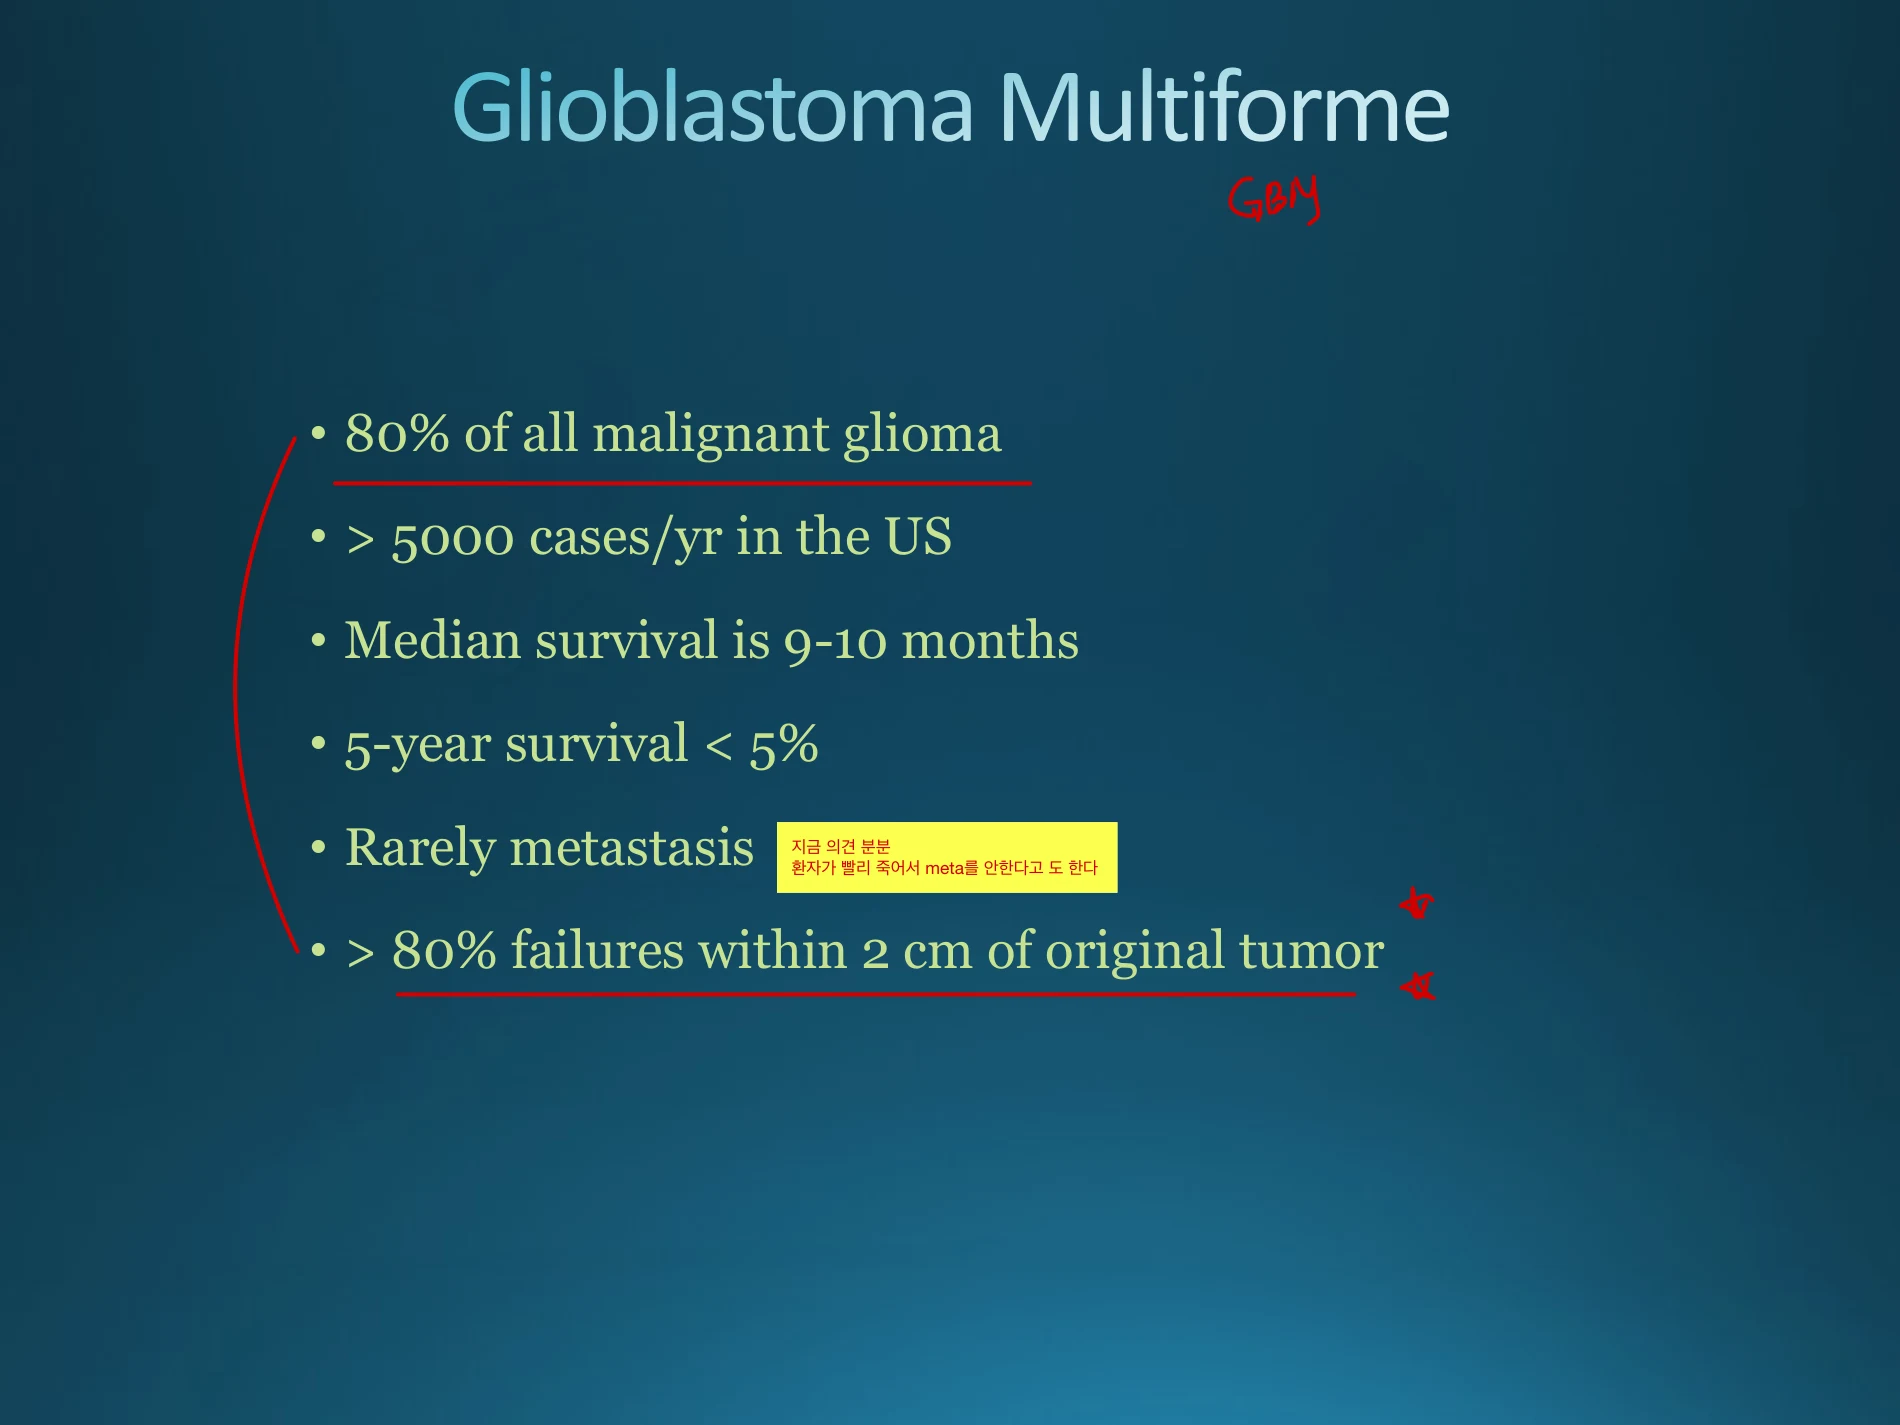 Glioblastoma Multiforme
GBM
• 80% of all malignant glioma
• > 5000 cases/yr in the US
• Median survival is 9-10 months
• 5-year survival < 5%
• Rarely metastasis
지금 의견 분분
환자가 빨리 죽어서 meta를 안한다고 도 한다
• > 80% failures within 2 cm of original tumor